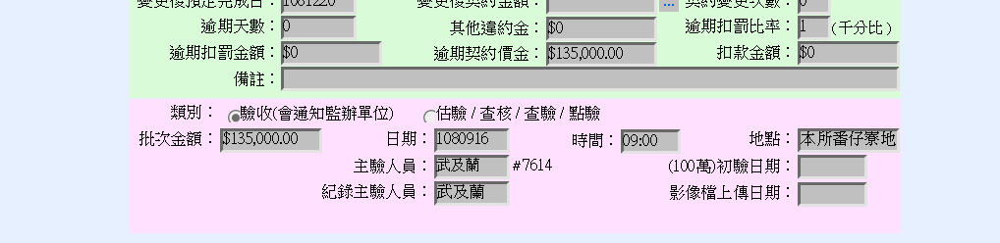 變更後預定完成日：1081220 變更後契約金額： ... 契約變更次數：0
逾期天數：0 其他違約金：$0 逾期扣罰比率：1 (千分比)
逾期扣罰金額：$0 逾期契約價金：$135,000.00 扣款金額：$0
備註：
類別： 驗收(會通知監辦單位) 估驗 / 查核 / 查驗 / 點驗
批次金額：$135,000.00 日期：1080916 時間：09:00 地點：本所番仔寮地
主驗人員：武及蘭 #7614 (100萬)初驗日期：
紀錄主驗人員：武及蘭 影像檔上傳日期：